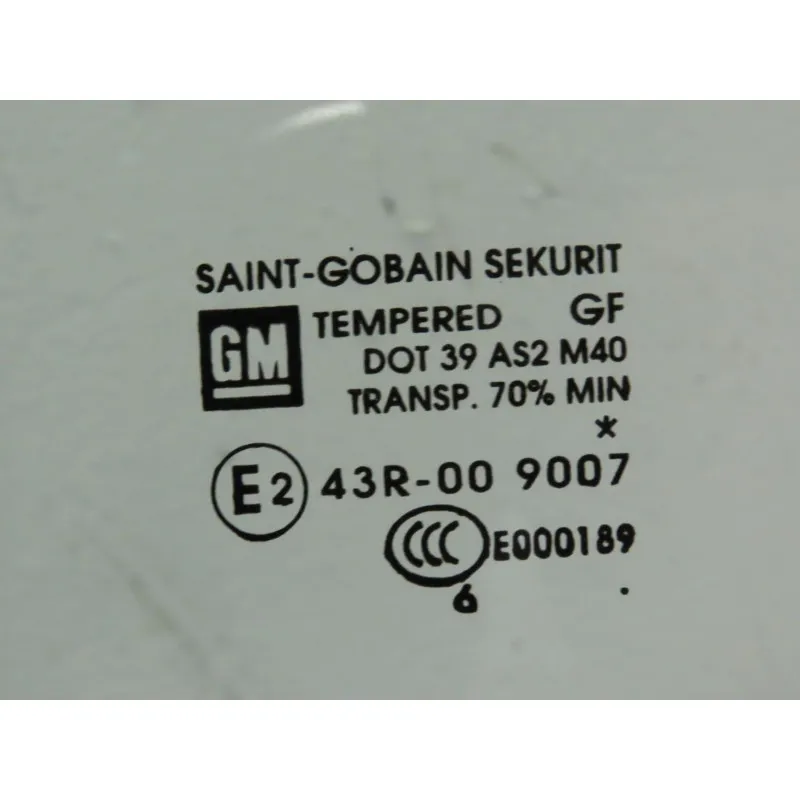 SAINT-GOBAIN SEKURIT
GM TEMPERED GF
DOT 39 AS2 M40
TRANSP. 70% MIN
*
E2 43R-00 9007
CCC E000189
6 .